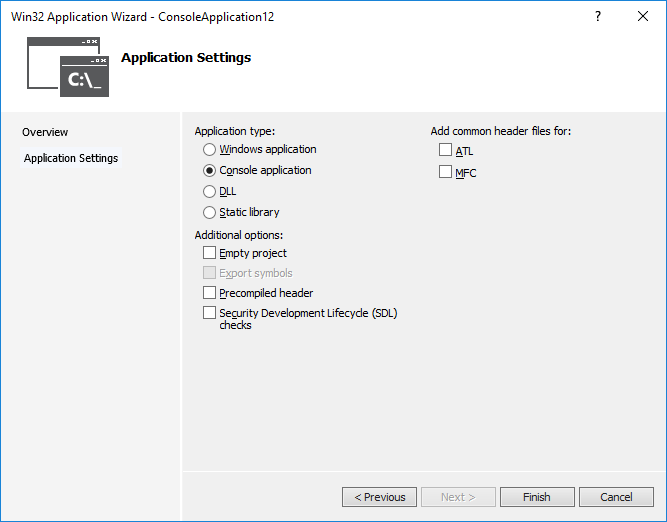 Win32 Application Wizard - ConsoleApplication12
?
C:\_
Application Settings
Overview
Application Settings
Application type:
Windows application
Console application
DLL
Static library
Additional options:
Empty project
Export symbols
Precompiled header
Security Development Lifecycle (SDL)
checks
Add common header files for:
ATL
MFC
< Previous
Next >
Finish
Cancel